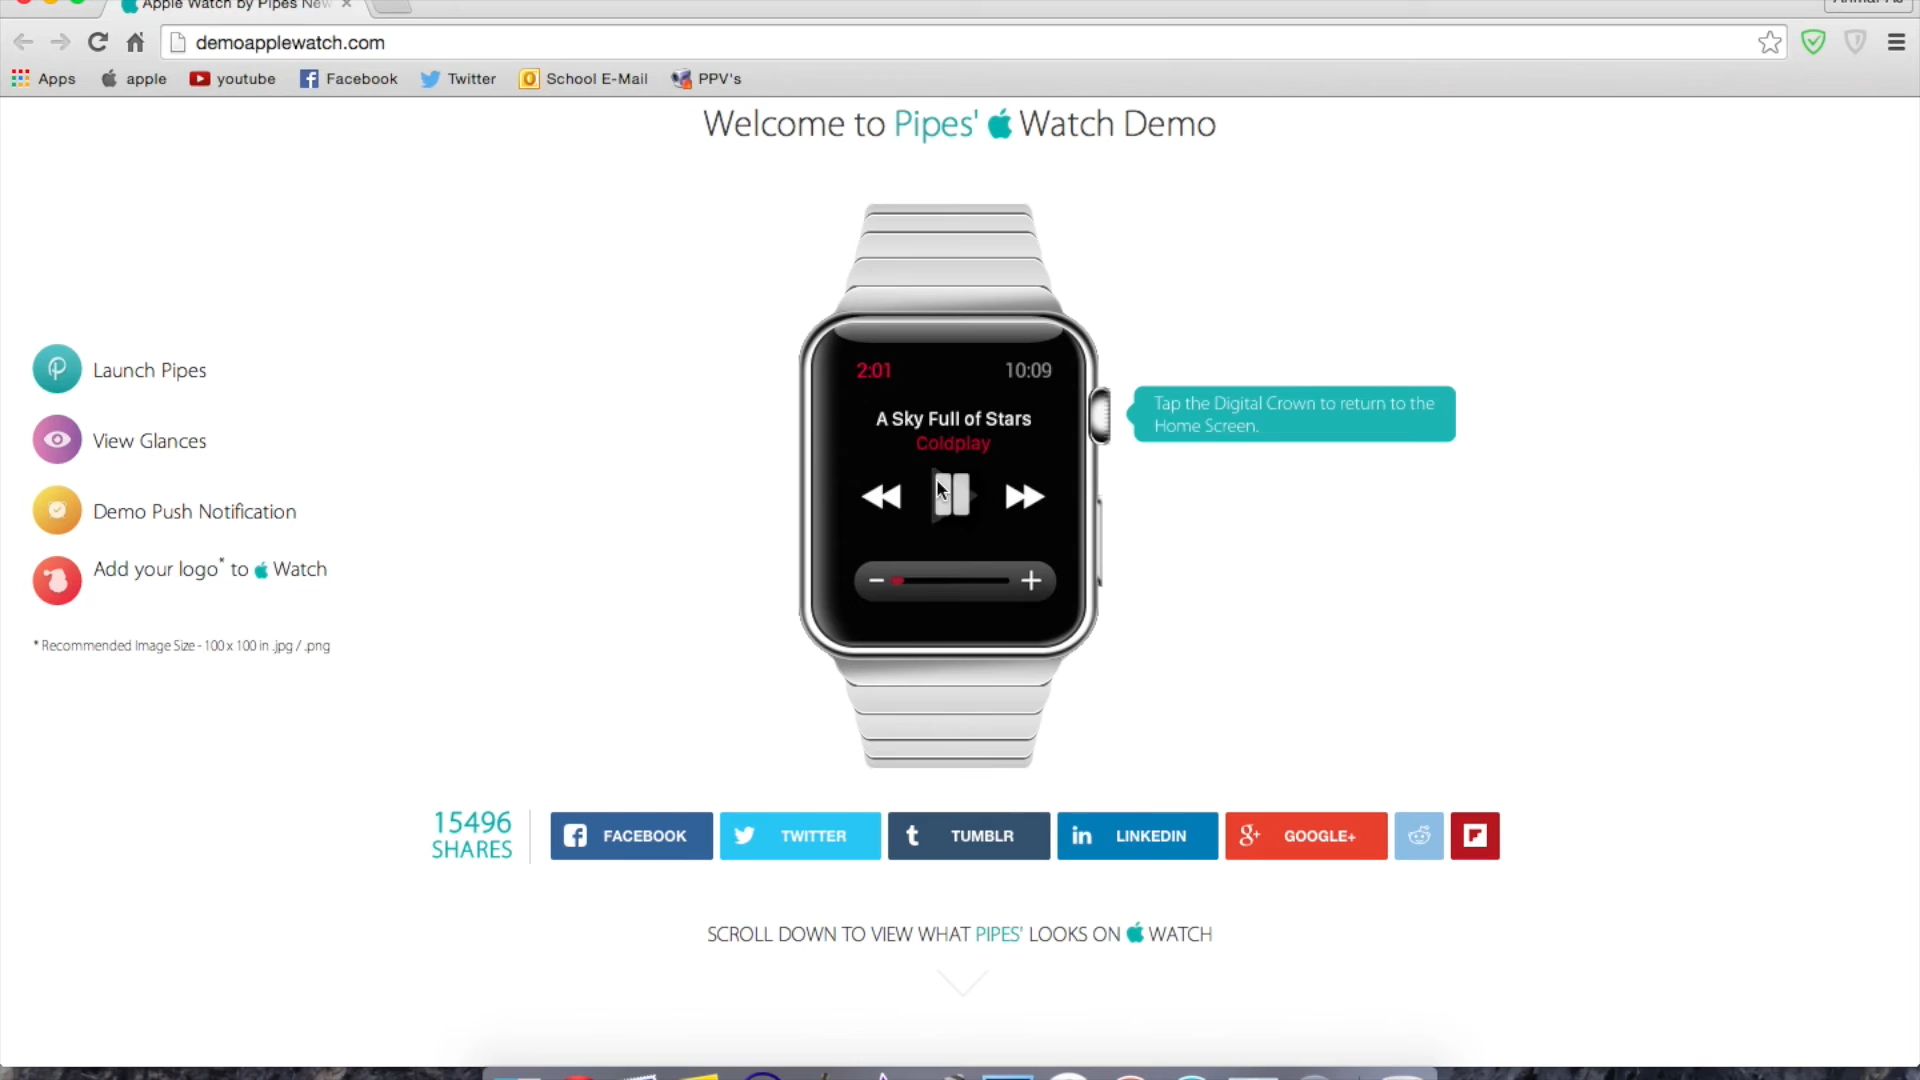 Apple Watch by Pipes New
demoapplewatch.com
Apps apple youtube Facebook Twitter School E-Mail PPV's
Welcome to Pipes' Watch Demo
2:01 10:09
A Sky Full of Stars
Coldplay
Tap the Digital Crown to return to the
Home Screen.
Launch Pipes
View Glances
Demo Push Notification
Add your logo* to Watch
* Recommended Image Size - 100 x 100 in .jpg / .png
15496
SHARES
FACEBOOK TWITTER TUMBLR LINKEDIN GOOGLE+
SCROLL DOWN TO VIEW WHAT PIPES' LOOKS ON WATCH